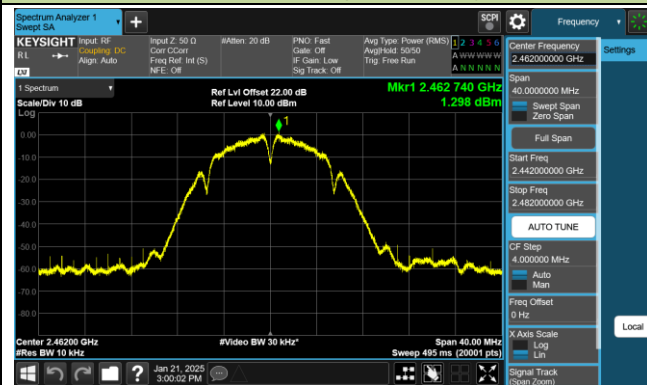 Spectrum Analyzer 1
Swept SA
SCPI
Frequency
KEYSIGHT
RL
LXI
Input: RF
Coupling: DC
Align: Auto
Input Z: 50 Ω
Corr CCorr
Freq Ref: Int (S)
NFE: Off
#Atten: 20 dB
PNO: Fast
Gate: Off
IF Gain: Low
Sig Track: Off
Avg Type: Power (RMS)
Avg|Hold: 50/50
Trig: Free Run
1 2 3 4 5 6
A W W W W W
A N N N N N
Center Frequency
2.462000000 GHz
Settings
Span
40.0000000 MHz
Swept Span
Zero Span
Full Span
Start Freq
2.442000000 GHz
Stop Freq
2.482000000 GHz
AUTO TUNE
CF Step
4.000000 MHz
Auto
Man
Freq Offset
0 Hz
X Axis Scale
Log
Lin
Signal Track
(Span Zoom)
Local
1 Spectrum
Scale/Div 10 dB
Log
Ref Lvl Offset 22.00 dB
Ref Level 10.00 dBm
Mkr1 2.462 740 GHz
1.298 dBm
1
0.00
-10.0
-20.0
-30.0
-40.0
-50.0
-60.0
-70.0
-80.0
Center 2.46200 GHz
#Res BW 10 kHz
#Video BW 30 kHz*
Span 40.00 MHz
Sweep 495 ms (20001 pts)
?
Jan 21, 2025
3:00:02 PM